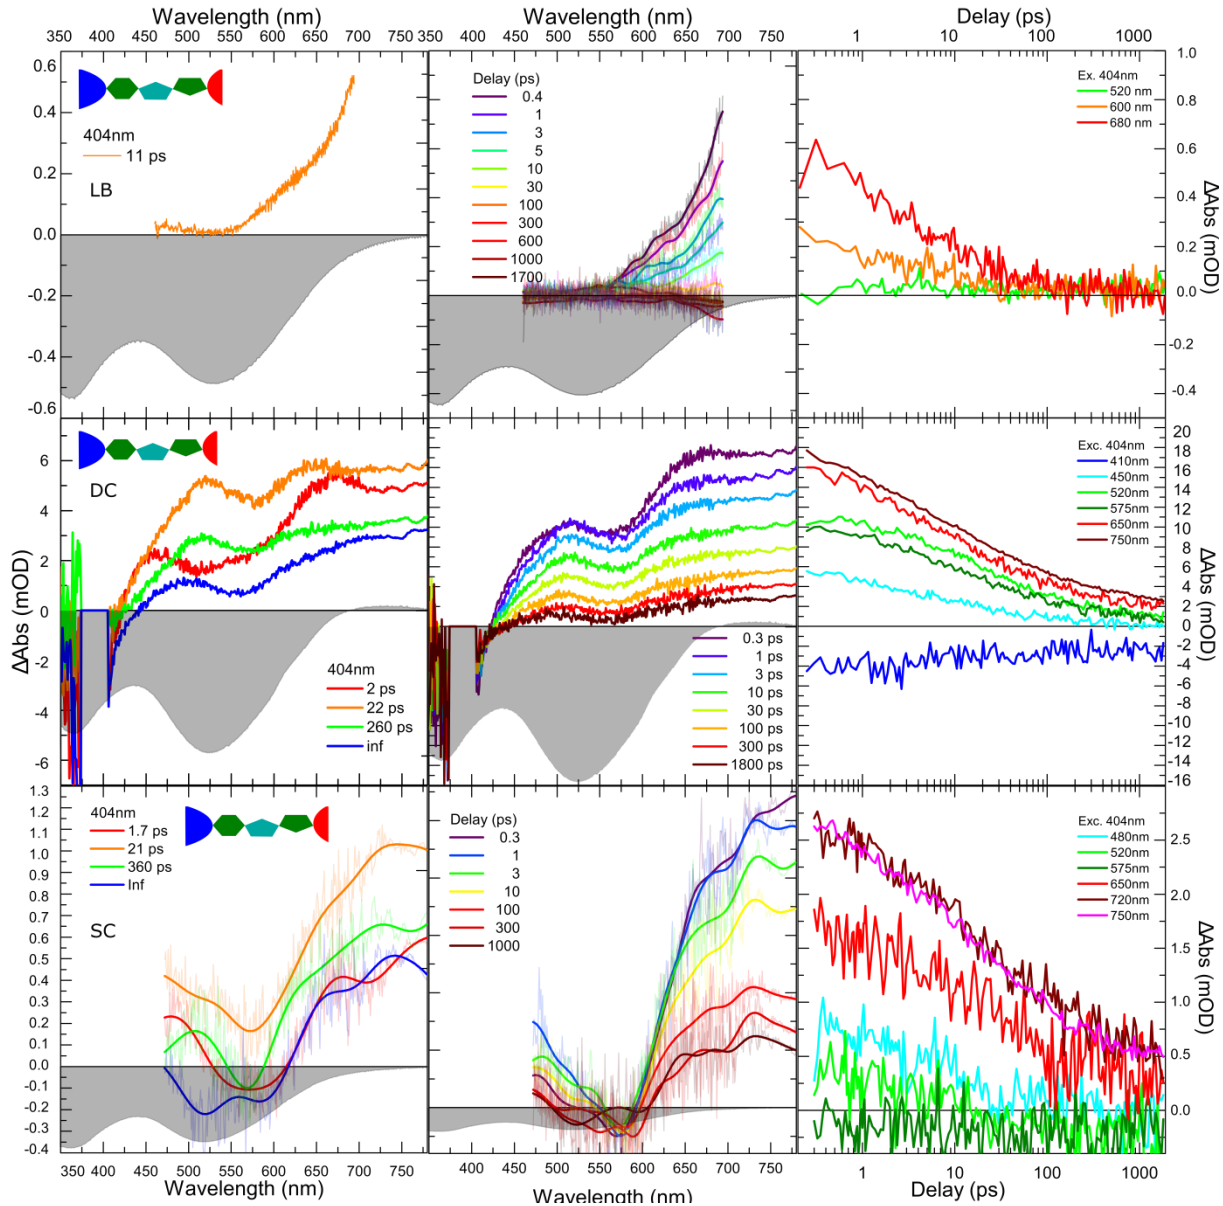 Wavelength (nm)
Wavelength (nm)
Delay (ps)
350 400 450 500 550 600 650 700 750
400 450 500 550 600 650 700 750
1 10 100 1000
0.6
0.4
0.2
0.0
-0.2
-0.4
-0.6
404nm
11 ps
LB
Delay (ps)
0.4
1
3
5
10
30
100
300
600
1000
1700
Ex. 404nm
520 nm
600 nm
680 nm
1.0
0.8
0.6
0.4
0.2
0.0
-0.2
-0.4
ΔAbs (mOD)
ΔAbs (mOD)
6
4
2
0
-2
-4
6
DC
404nm
2 ps
22 ps
260 ps
inf
0.3 ps
1 ps
3 ps
10 ps
30 ps
100 ps
300 ps
1800 ps
Exc. 404nm
410nm
450nm
520nm
575nm
650nm
750nm
20
18
16
14
12
10
8
6
4
2
0
-2
-4
-6
-8
-10
-12
-14
-16
ΔAbs (mOD)
1.3
1.2
1.1
1.0
0.9
0.8
0.7
0.6
0.5
0.4
0.3
0.2
0.1
0.0
-0.1
-0.2
-0.3
-0.4
404nm
1.7 ps
21 ps
360 ps
Inf
SC
Delay (ps)
0.3
1
3
10
100
300
1000
Exc. 404nm
480nm
520nm
575nm
650nm
720nm
750nm
2.5
2.0
1.5
1.0
0.5
0.0
ΔAbs (mOD)
350 400 450 500 550 600 650 700 750
400 450 500 550 600 650 700 750
1 10 100 1000
Wavelength (nm)
Wavelength (nm)
Delay (ps)